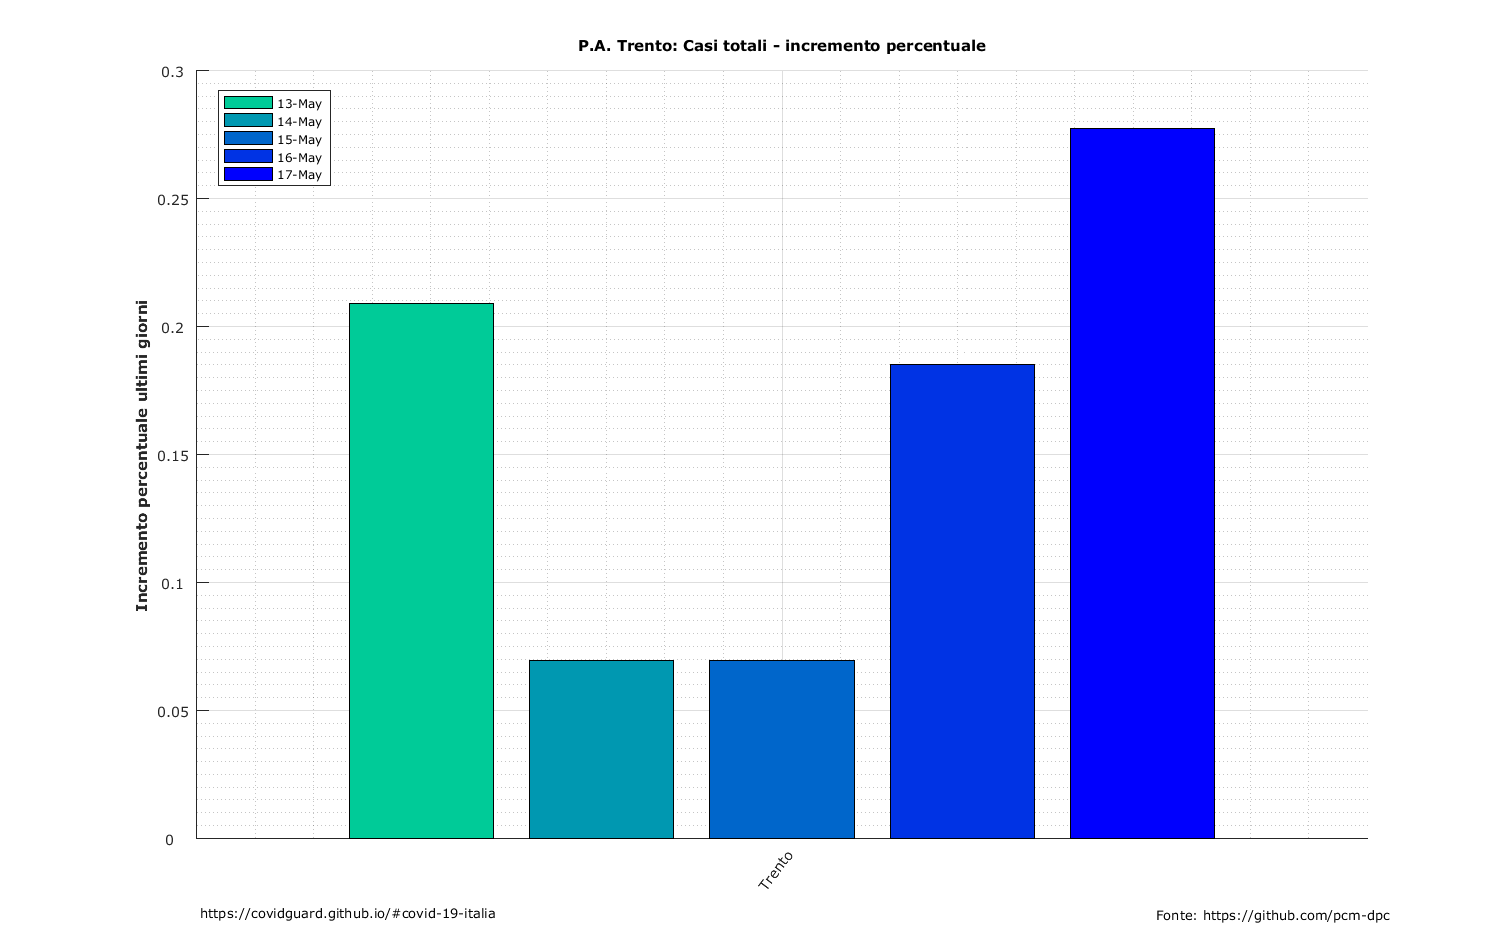 P.A. Trento: Casi totali - incremento percentuale
0.3
0.25
0.2
0.15
0.1
0.05
0
Incremento percentuale ultimi giorni
13-May
14-May
15-May
16-May
17-May
Trento
https://covidguard.github.io/#covid-19-italia
Fonte: https://github.com/pcm-dpc